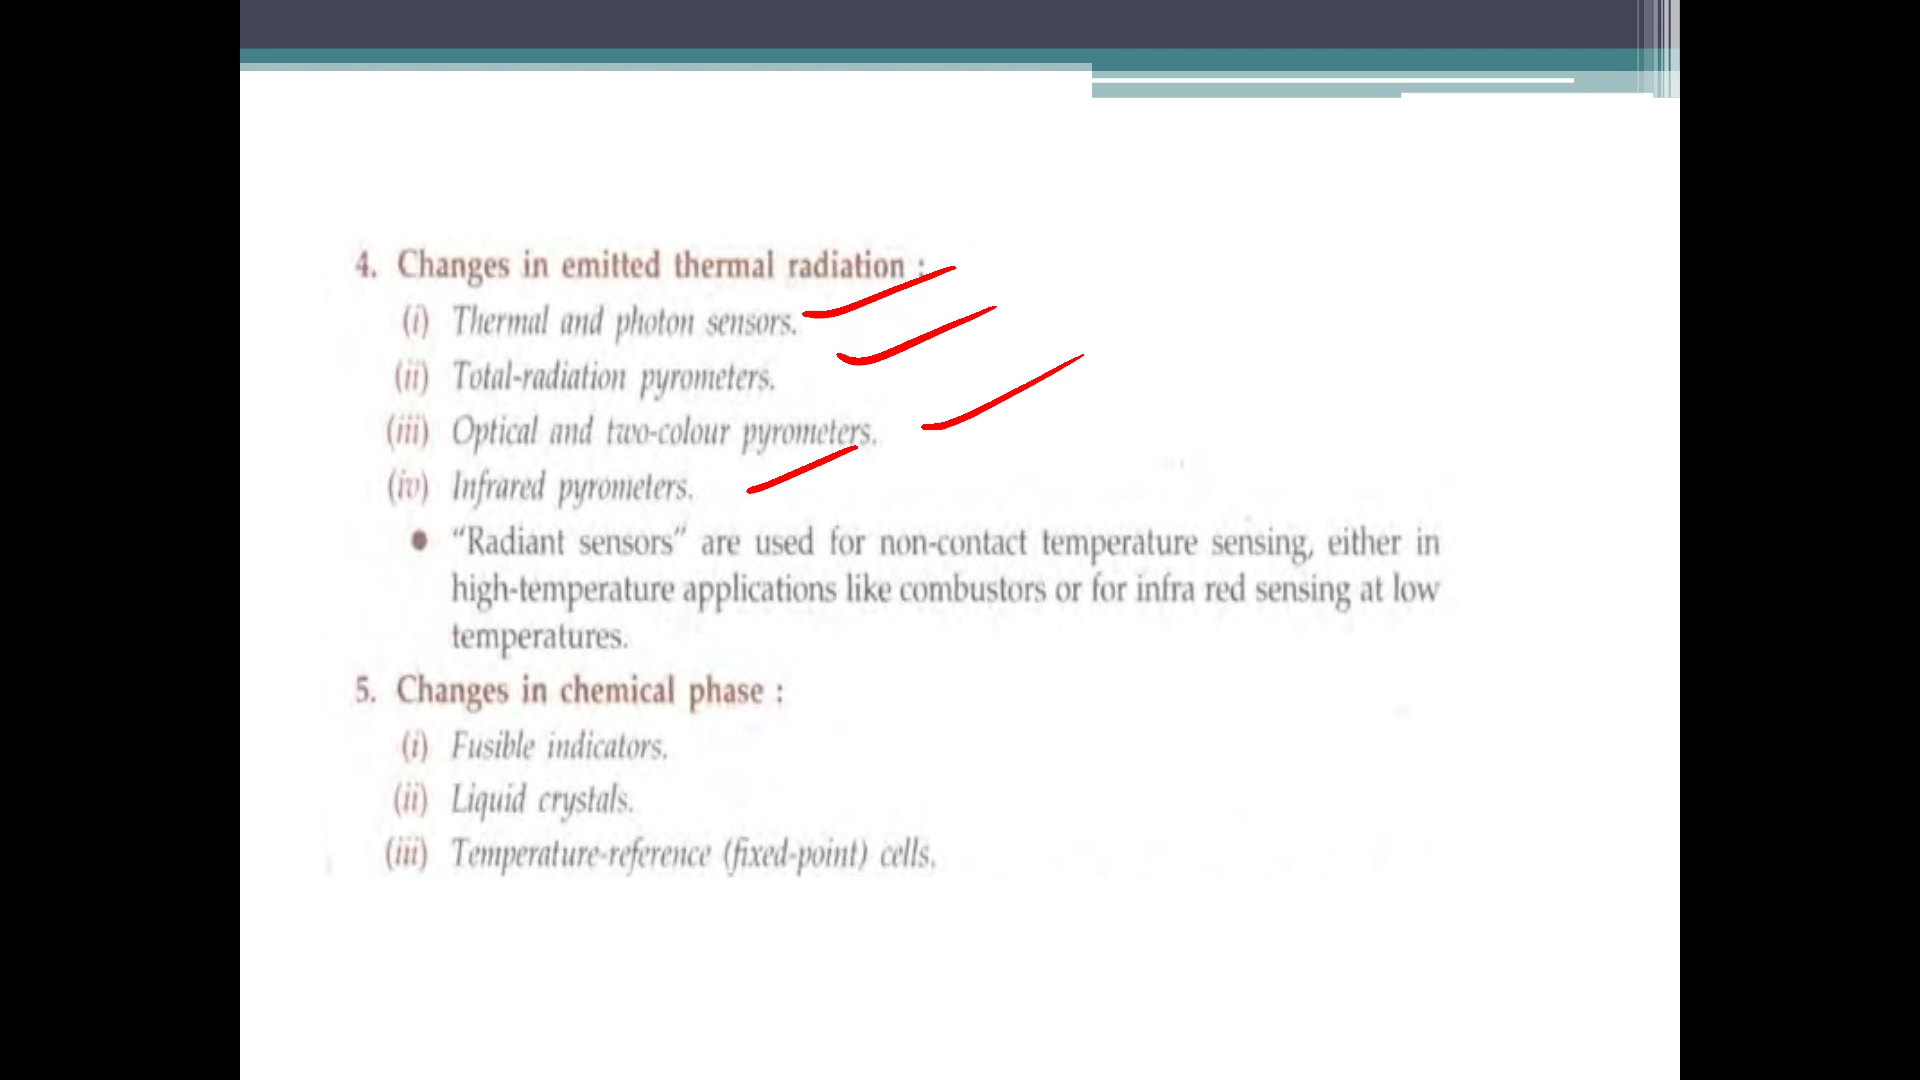 4. Changes in emitted thermal radiation :
(i) Thermal and photon sensors.
(ii) Total-radiation pyrometers.
(iii) Optical and two-colour pyrometers.
(iv) Infrared pyrometers.
● “Radiant sensors” are used for non-contact temperature sensing, either in
high-temperature applications like combustors or for infra red sensing at low
temperatures.
5. Changes in chemical phase :
(i) Fusible indicators.
(ii) Liquid crystals.
(iii) Temperature-reference (fixed-point) cells.